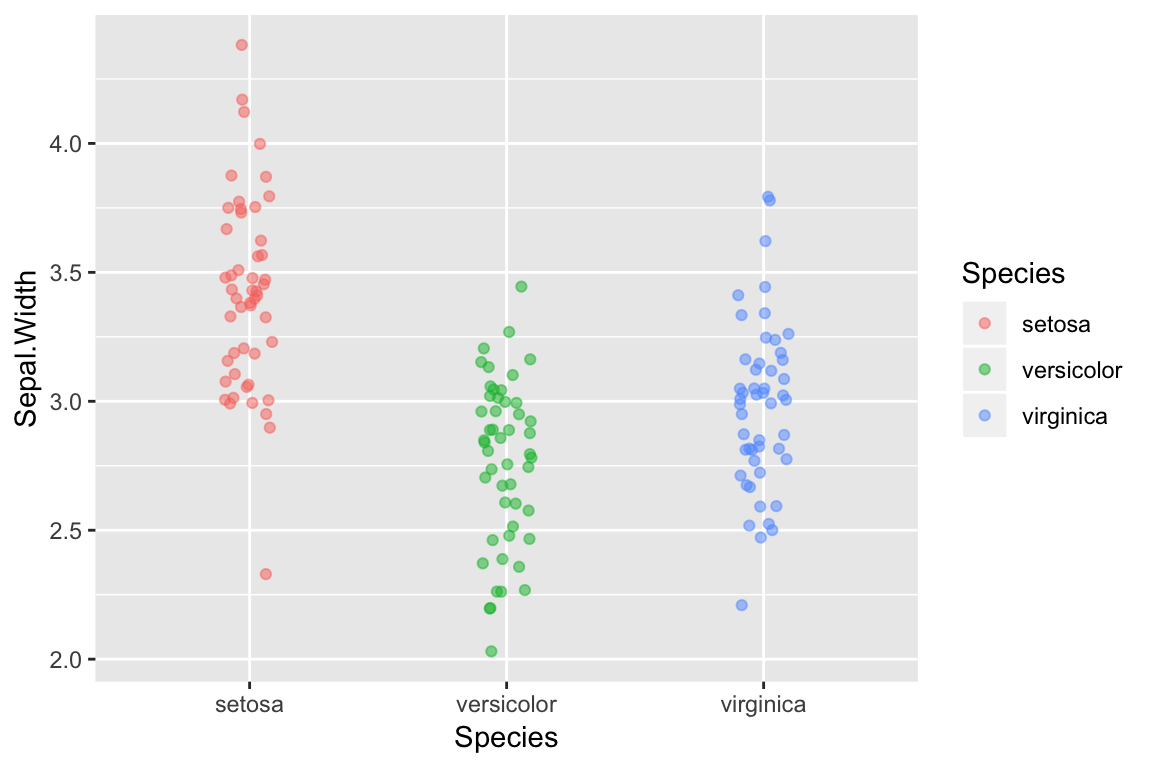 Sepal.Width
4.0
3.5
3.0
2.5
2.0
setosa versicolor virginica
Species
Species
setosa
versicolor
virginica